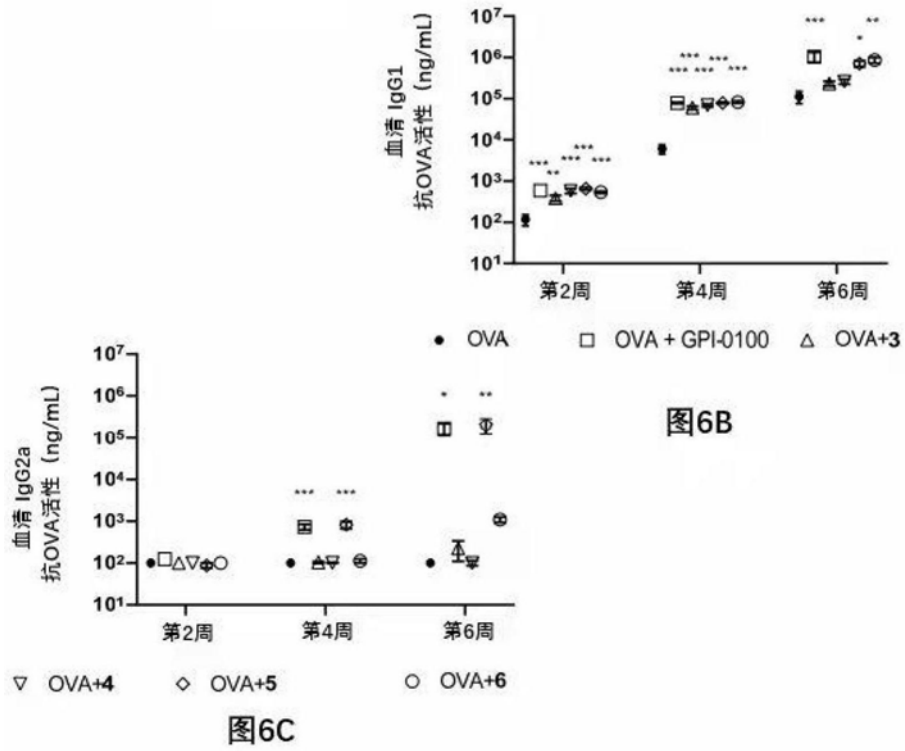 血清 IgG1
抗OVA活性（ng/mL）
10⁷
10⁶
10⁵
10⁴
10³
10²
10¹
*** ** *** *** ***
*** *** *** *** ***
*** * **
第2周 第4周 第6周
● OVA □ OVA + GPI-0100 △ OVA+3
图6B
血清 IgG2a
抗OVA活性（ng/mL）
10⁷
10⁶
10⁵
10⁴
10³
10²
10¹
*** ***
* **
第2周 第4周 第6周
▽ OVA+4 ◇ OVA+5 ○ OVA+6
图6C